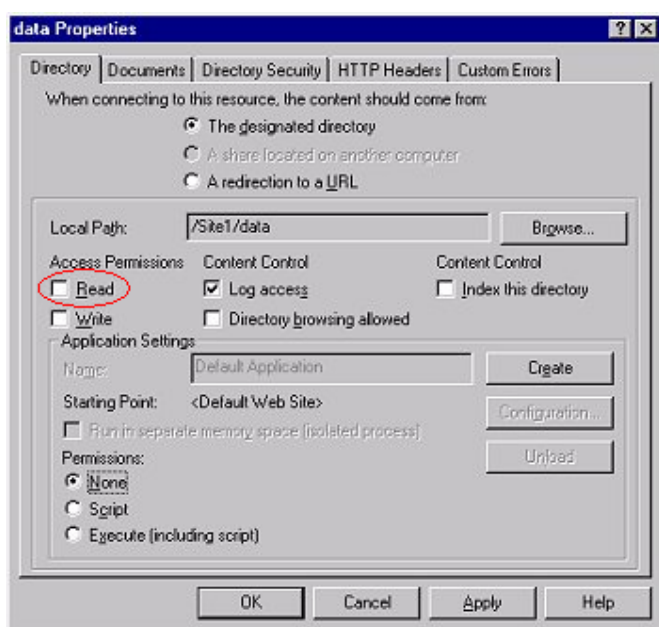 data Properties
Directory Documents Directory Security HTTP Headers Custom Errors
When connecting to this resource, the content should come from:
The designated directory
A share located on another computer
A redirection to a URL
Local Path: /Site1/data Browse...
Access Permissions Content Control Content Control
Read Log access Index this directory
Write Directory browsing allowed
Application Settings
Name: Default Application Create
Starting Point: <Default Web Site> Configuration...
Run in separate memory space (isolated process)
Permissions: Unload
None
Script
Execute (including script)
OK Cancel Apply Help